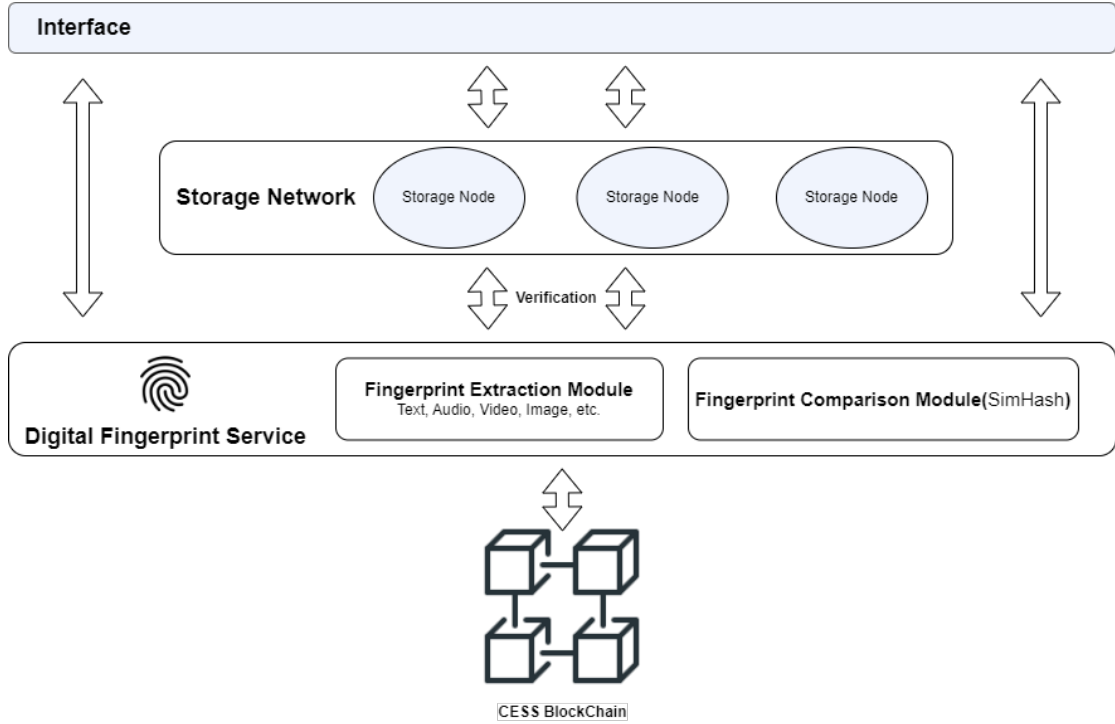 Interface
Storage Network
Storage Node
Storage Node
Storage Node
Verification
Digital Fingerprint Service
Fingerprint Extraction Module
Text, Audio, Video, Image, etc.
Fingerprint Comparison Module(SimHash)
CESS BlockChain